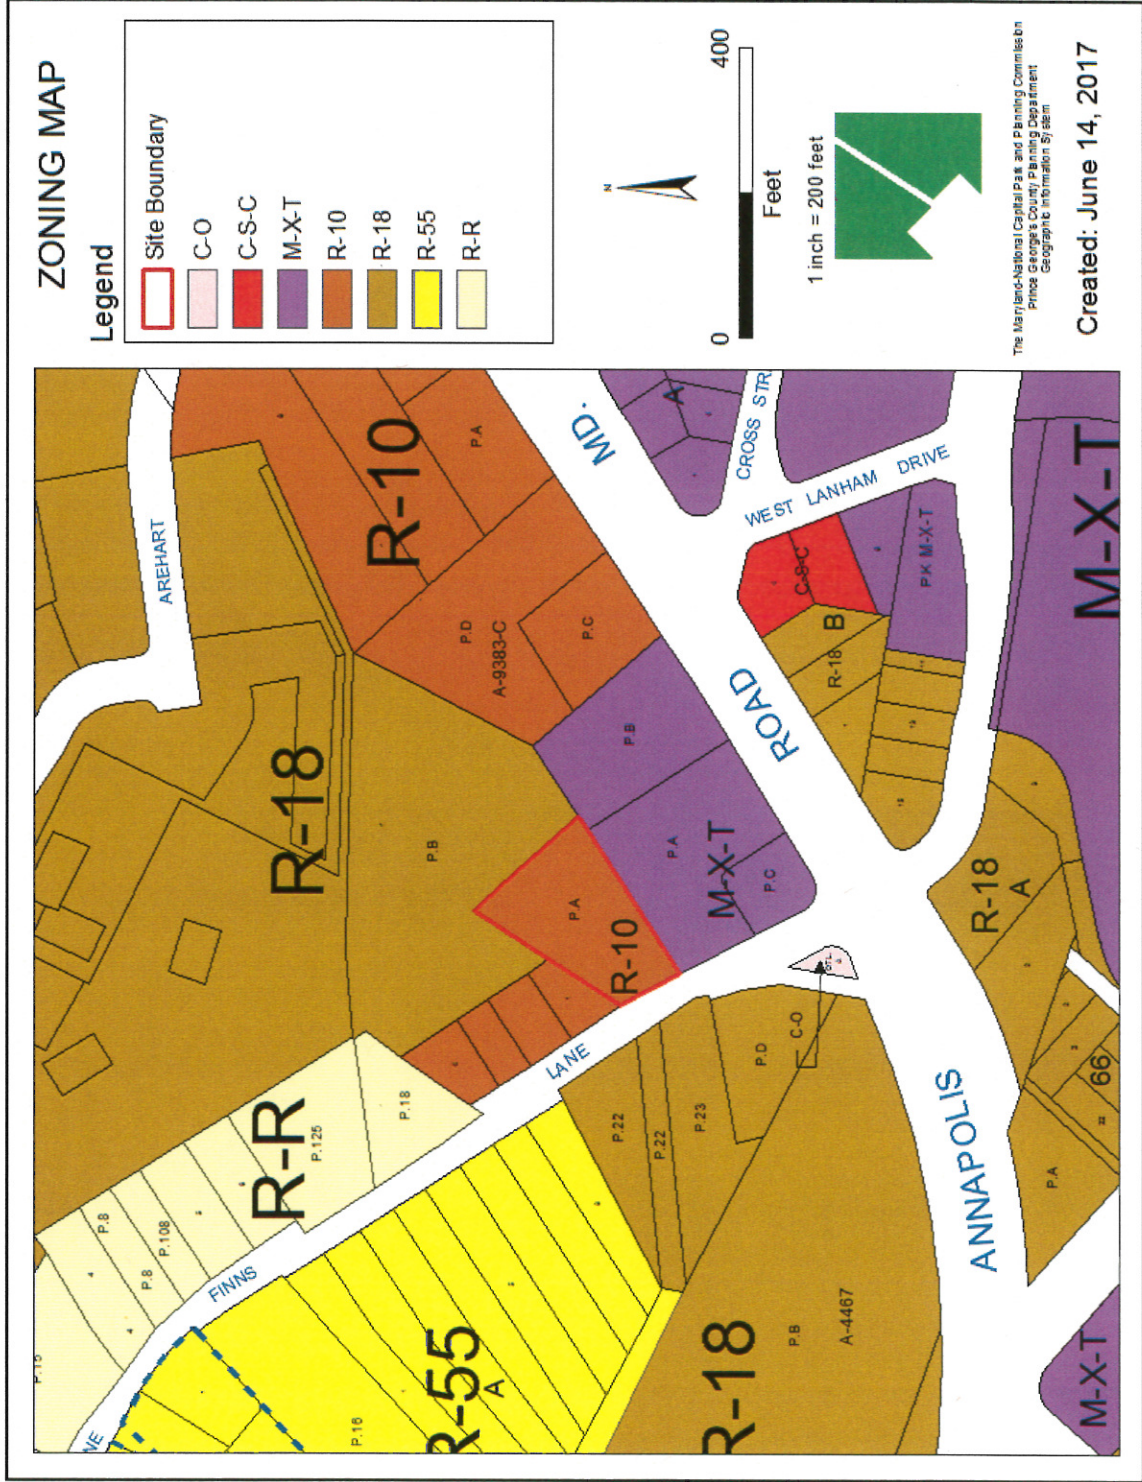 ZONING MAP
Legend
Site Boundary
C-O
C-S-C
M-X-T
R-10
R-18
R-55
R-R
N
0
400
Feet
1 inch = 200 feet
The Maryland-National Capital Park and Planning Commission
Prince George's County Planning Department
Geographic Information System
Created: June 14, 2017
AREHART
R-10
P.A
MD.
A
CROSS STR
WEST LANHAM DRIVE
C-S-C
PK M-X-T
M-X-T
P.D
A-9383-C
P.C
R-18
P.B
P.B
ROAD
R-18
B
P.A
R-10
P.A
M-X-T
P.C
R-18
A
LANE
C-O
P.D
P.18
R-R
P.125
P.22
P.22
P.23
ANNAPOLIS
66
P.A
P.8
P.108
P.8
FINNS
R-55
A
P.16
R-18
P.B
A-4467
M-X-T
NE